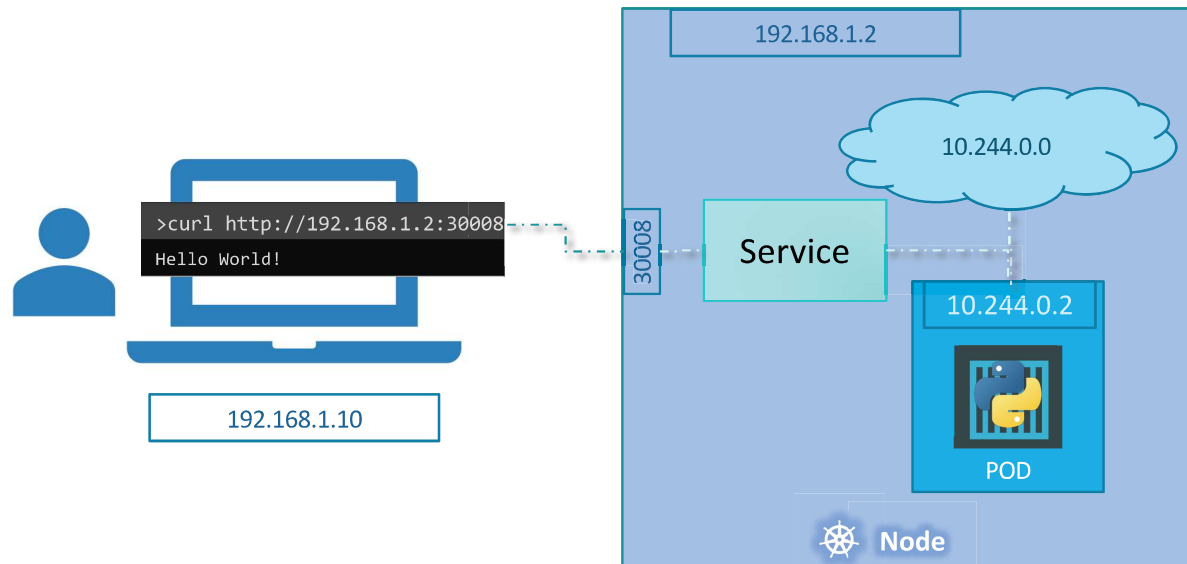 192.168.1.2
10.244.0.0
>curl http://192.168.1.2:30008
Hello World!
30008
Service
10.244.0.2
POD
192.168.1.10
Node